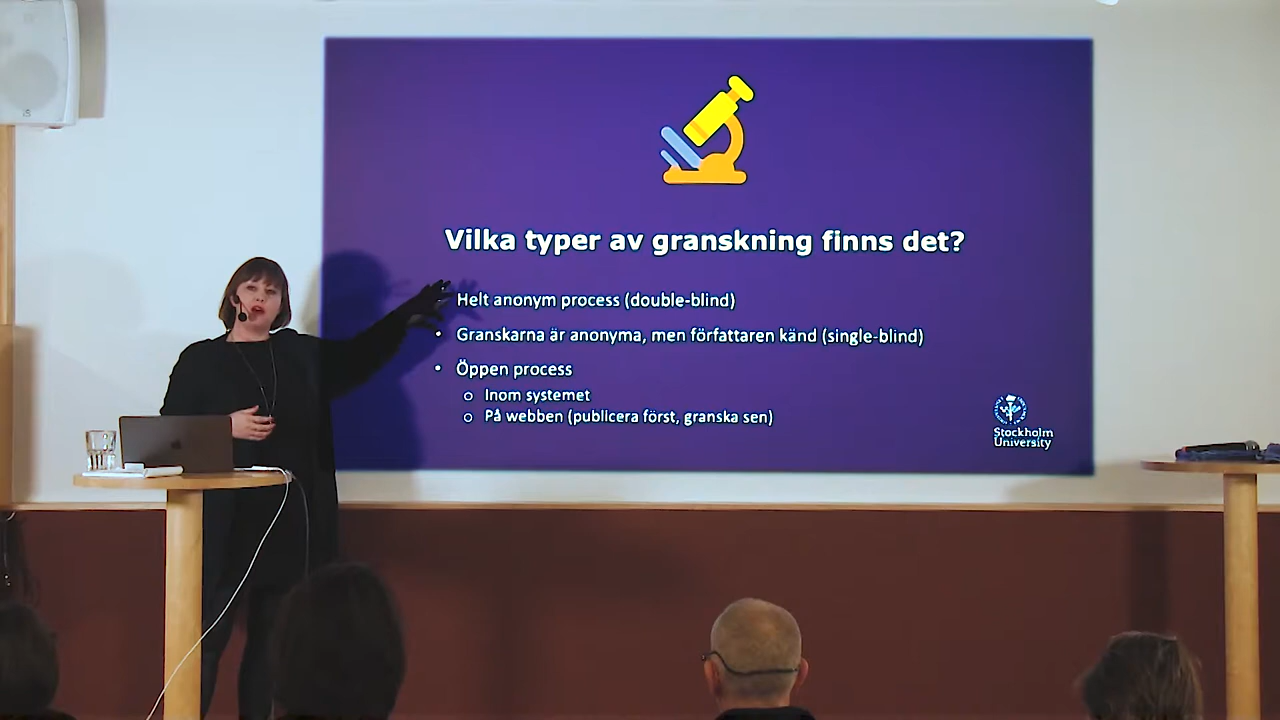 Vilka typer av granskning finns det?
Helt anonym process (double-blind)
• Granskarna är anonyma, men författaren känd (single-blind)
• Öppen process
o Inom systemet
o På webben (publicera först, granska sen)
Stockholm
University